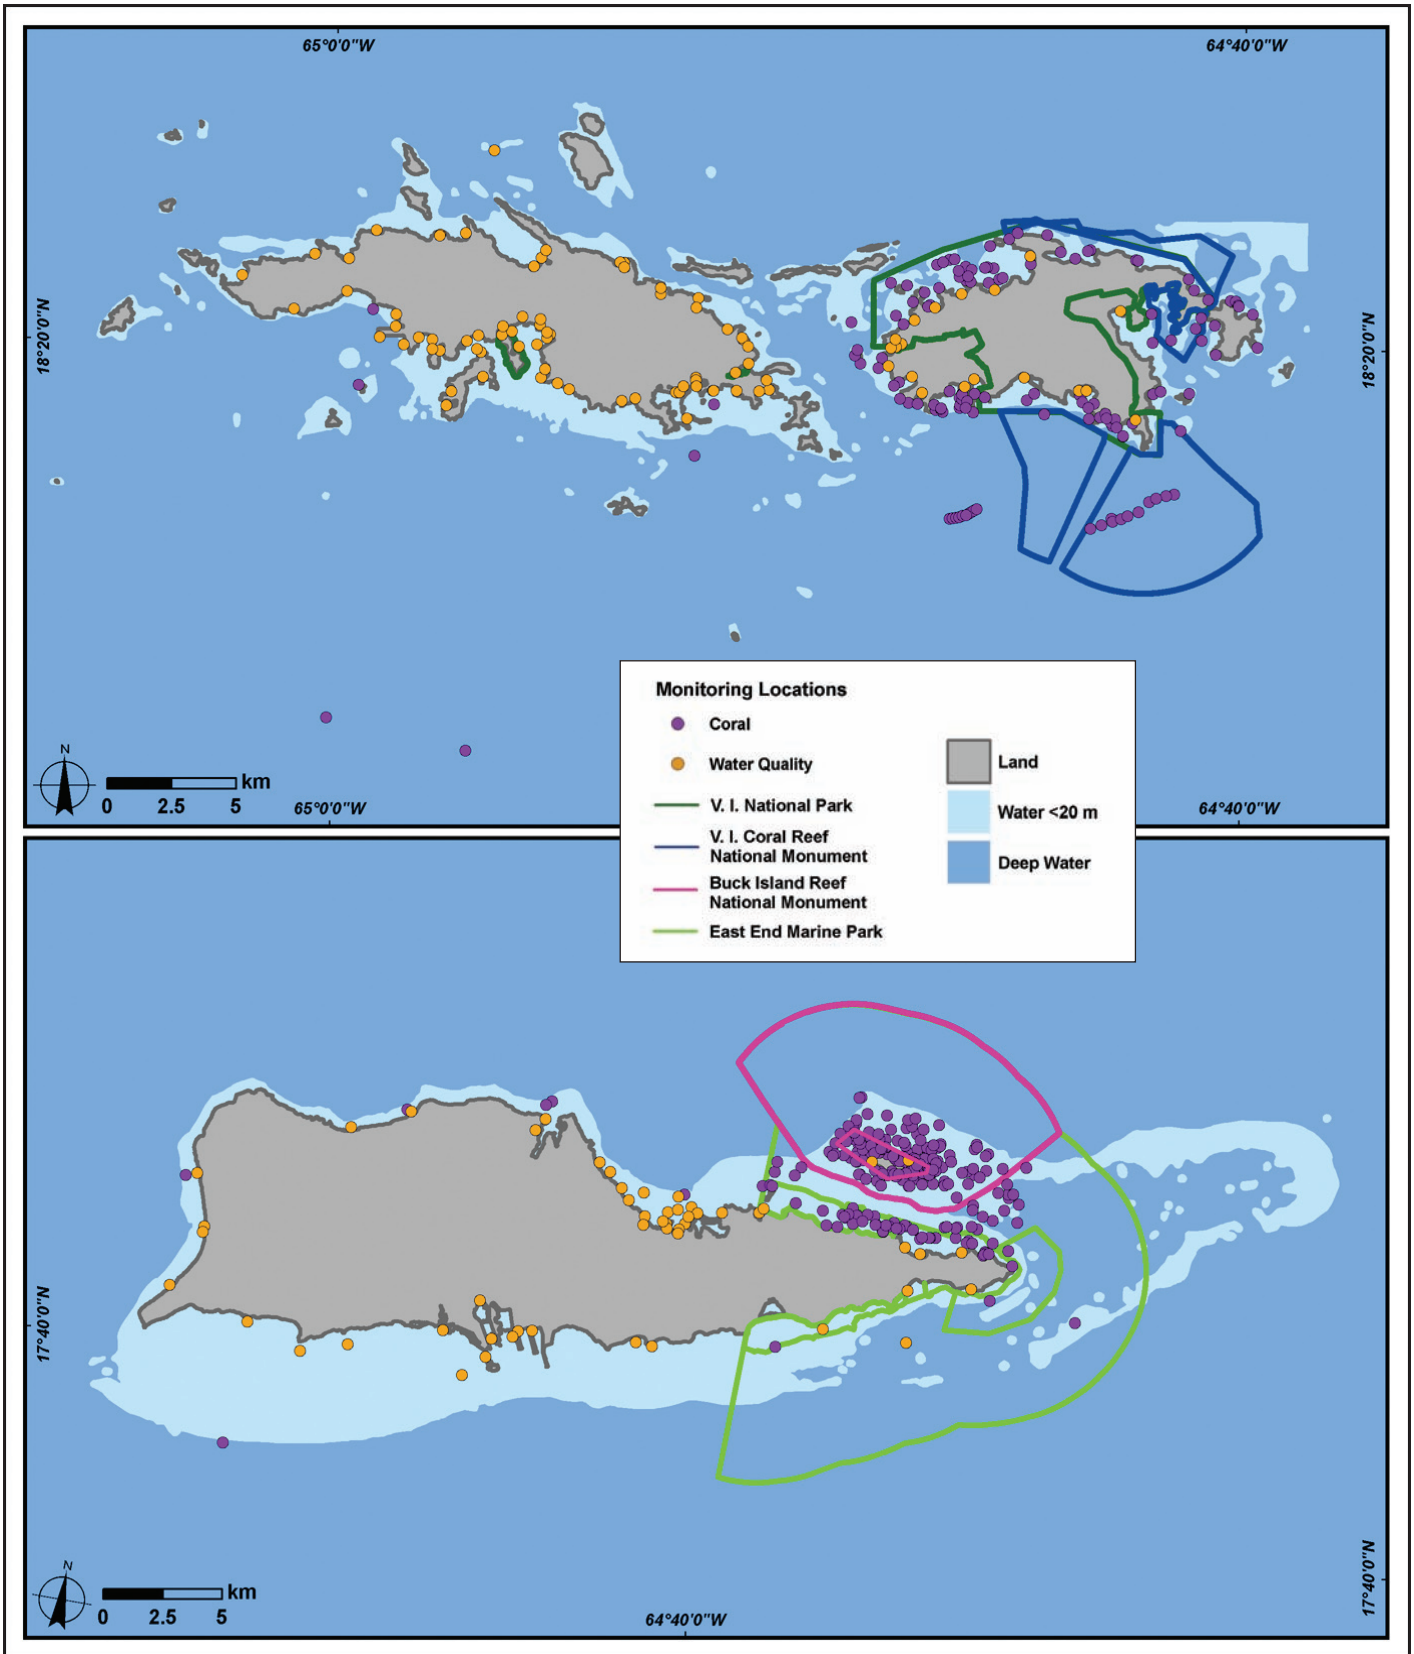 65°0'0"W
64°40'0"W
18°20'0"N
18°20'0"N
N
0 2.5 5 km
65°0'0"W
64°40'0"W
Monitoring Locations
Coral
Water Quality
V. I. National Park
V. I. Coral Reef
National Monument
Buck Island Reef
National Monument
East End Marine Park
Land
Water <20 m
Deep Water
17°40'0"N
17°40'0"N
N
0 2.5 5 km
64°40'0"W